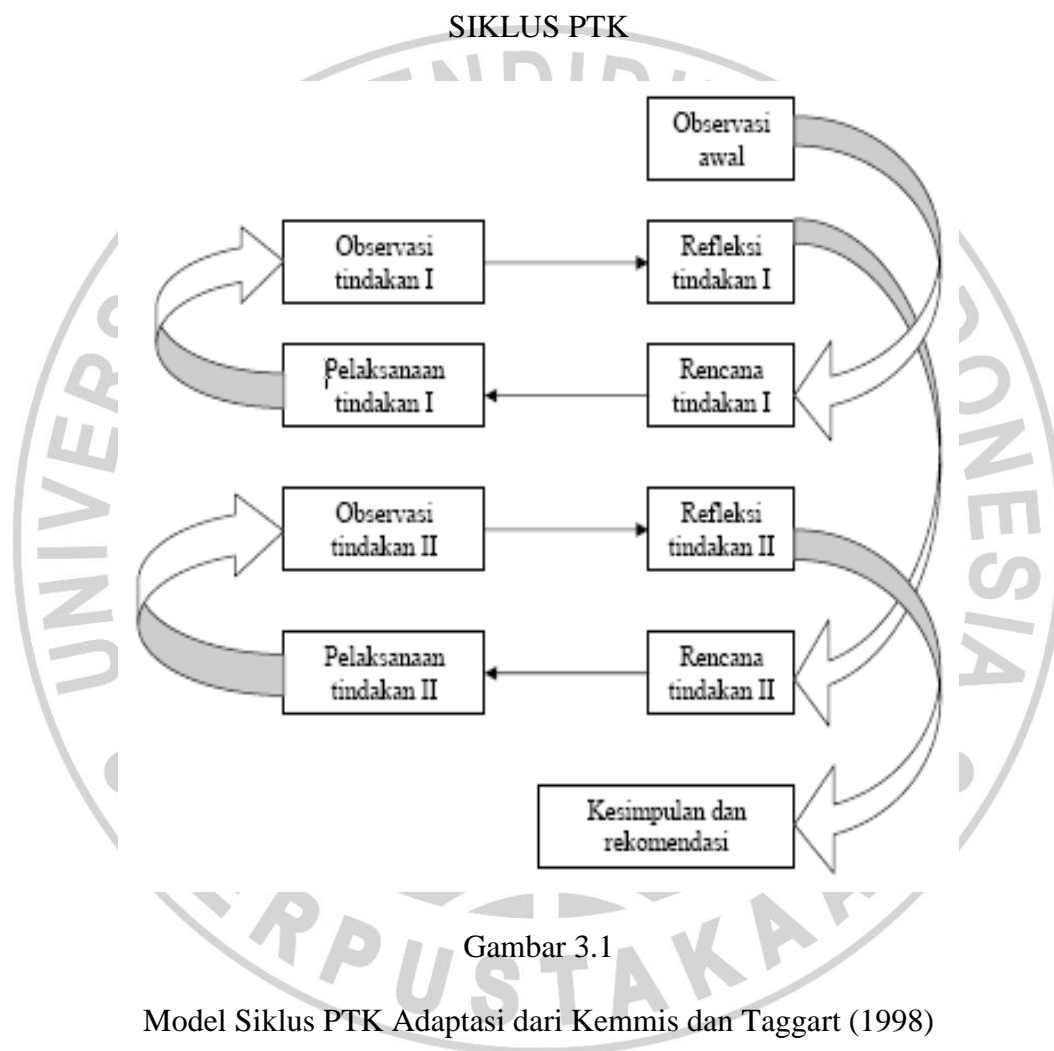 SIKLUS PTK
Observasi
awal
Observasi
tindakan I
Refleksi
tindakan I
Pelaksanaan
tindakan I
Rencana
tindakan I
Observasi
tindakan II
Refleksi
tindakan II
Pelaksanaan
tindakan II
Rencana
tindakan II
Kesimpulan dan
rekomendasi
Gambar 3.1
Model Siklus PTK Adaptasi dari Kemmis dan Taggart (1998)